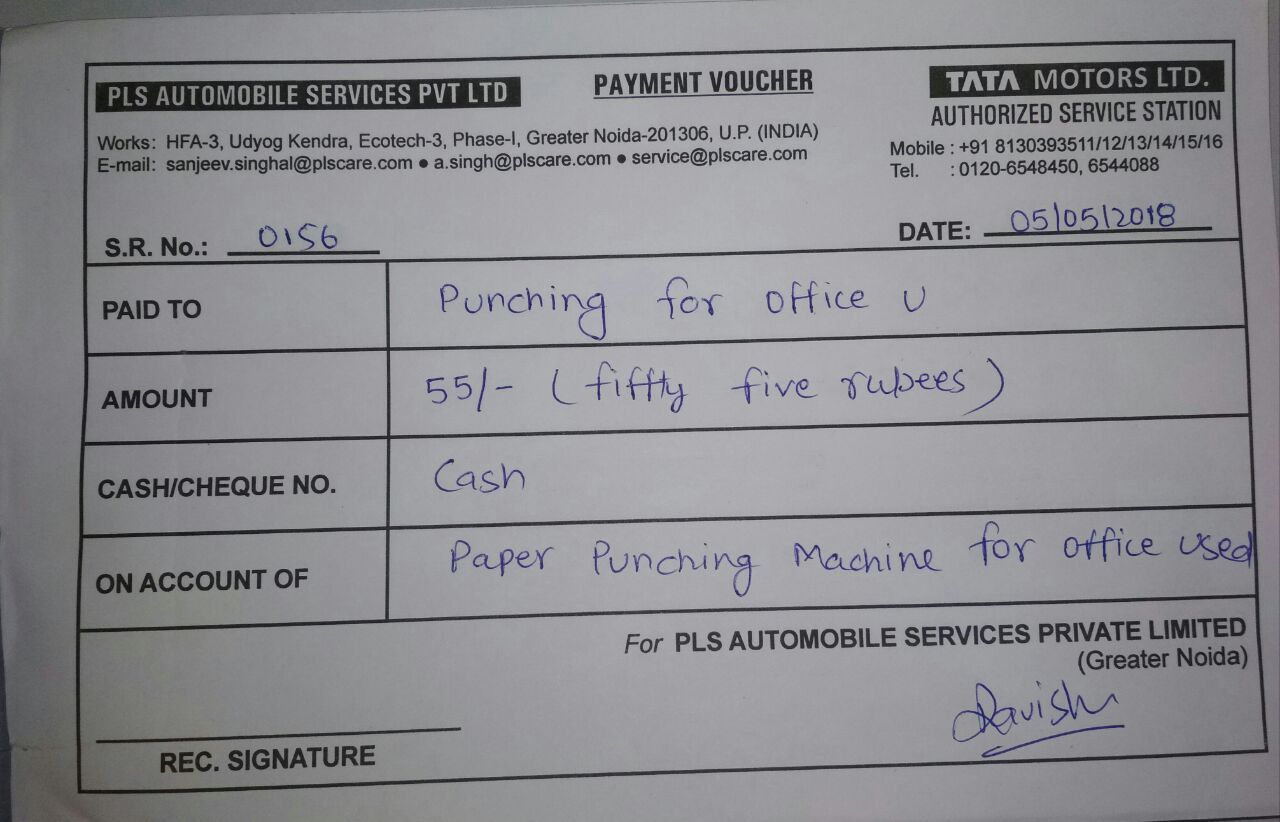 PLS AUTOMOBILE SERVICES PVT LTD
PAYMENT VOUCHER
TATA MOTORS LTD.
AUTHORIZED SERVICE STATION
Works: HFA-3, Udyog Kendra, Ecotech-3, Phase-I, Greater Noida-201306, U.P. (INDIA)
E-mail: sanjeev.singhal@plscare.com ● a.singh@plscare.com ● service@plscare.com
Mobile : +91 8130393511/12/13/14/15/16
Tel. : 0120-6548450, 6544088
S.R. No.: 0156
DATE: 05/05/2018
PAID TO Punching for office U
AMOUNT 55/- (fiffty five rubees)
CASH/CHEQUE NO. Cash
ON ACCOUNT OF Paper Punching Machine for office used
For PLS AUTOMOBILE SERVICES PRIVATE LIMITED
(Greater Noida)
Ravish
REC. SIGNATURE